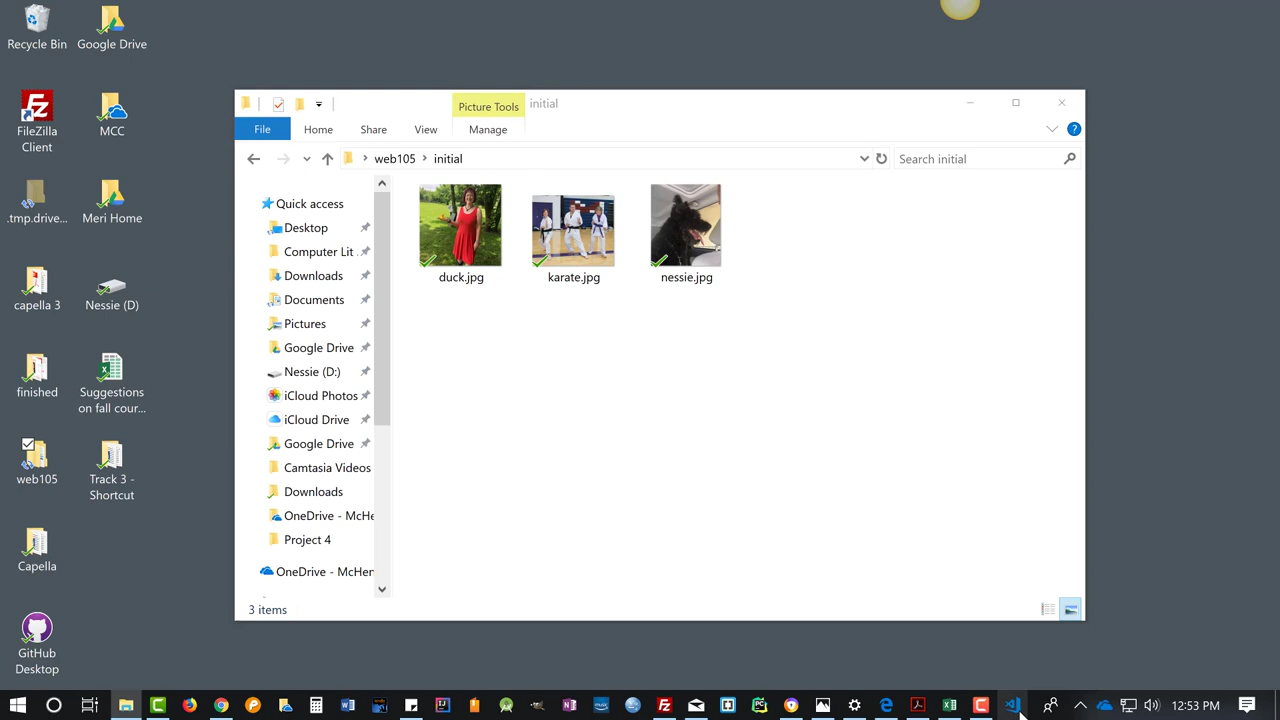 Recycle Bin
Google Drive
FileZilla
Client
MCC
.tmp.drive...
Meri Home
capella 3
Nessie (D)
finished
Suggestions
on fall cour...
web105
Track 3 -
Shortcut
Capella
GitHub
Desktop
Picture Tools
initial
File
Home
Share
View
Manage
?
web105
initial
Search initial
Quick access
Desktop
Computer Lit
Downloads
Documents
Pictures
Google Drive
Nessie (D:)
iCloud Photos
iCloud Drive
Google Drive
Camtasia Videos
Downloads
OneDrive - McHe
Project 4
OneDrive - McHen
duck.jpg
karate.jpg
nessie.jpg
3 items
12:53 PM